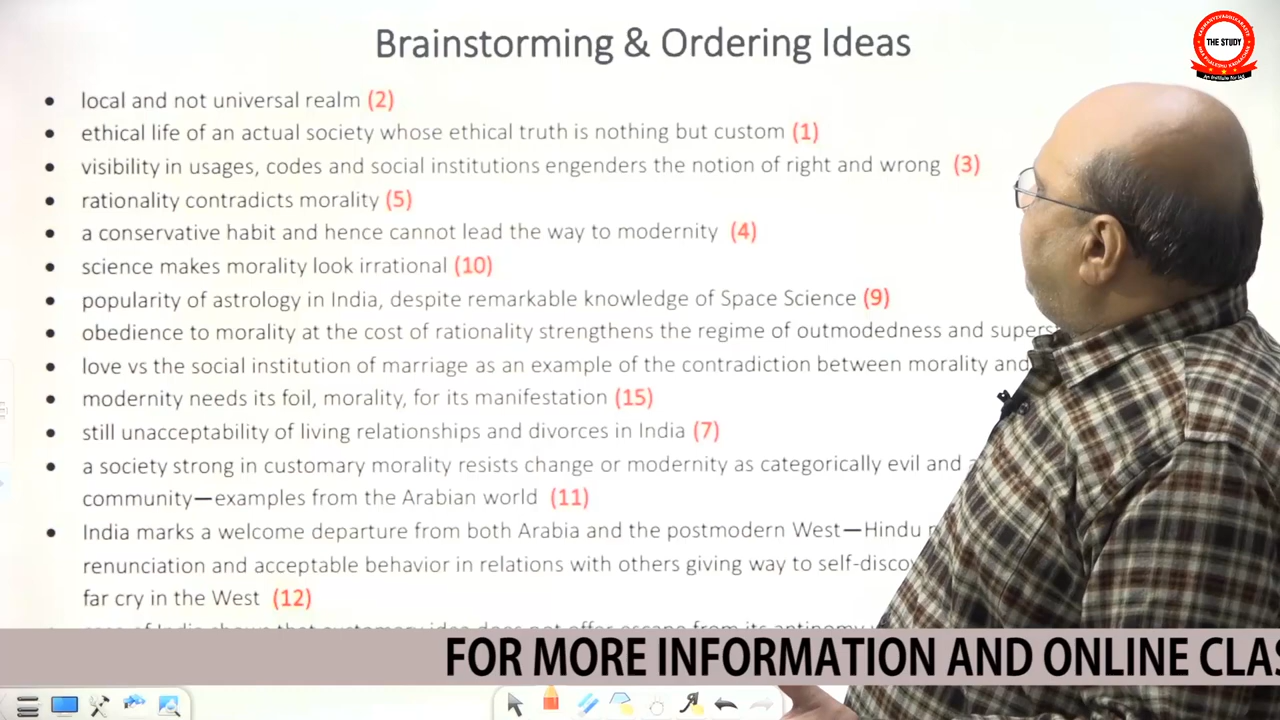 Brainstorming & Ordering Ideas
THE STUDY
An Institute for IAS
• local and not universal realm (2)
• ethical life of an actual society whose ethical truth is nothing but custom (1)
• visibility in usages, codes and social institutions engenders the notion of right and wrong (3)
• rationality contradicts morality (5)
• a conservative habit and hence cannot lead the way to modernity (4)
• science makes morality look irrational (10)
• popularity of astrology in India, despite remarkable knowledge of Space Science (9)
• obedience to morality at the cost of rationality strengthens the regime of outmodedness and supers
• love vs the social institution of marriage as an example of the contradiction between morality and
• modernity needs its foil, morality, for its manifestation (15)
• still unacceptability of living relationships and divorces in India (7)
• a society strong in customary morality resists change or modernity as categorically evil and
community—examples from the Arabian world (11)
• India marks a welcome departure from both Arabia and the postmodern West—Hindu
renunciation and acceptable behavior in relations with others giving way to self-disco
far cry in the West (12)
FOR MORE INFORMATION AND ONLINE CLAS